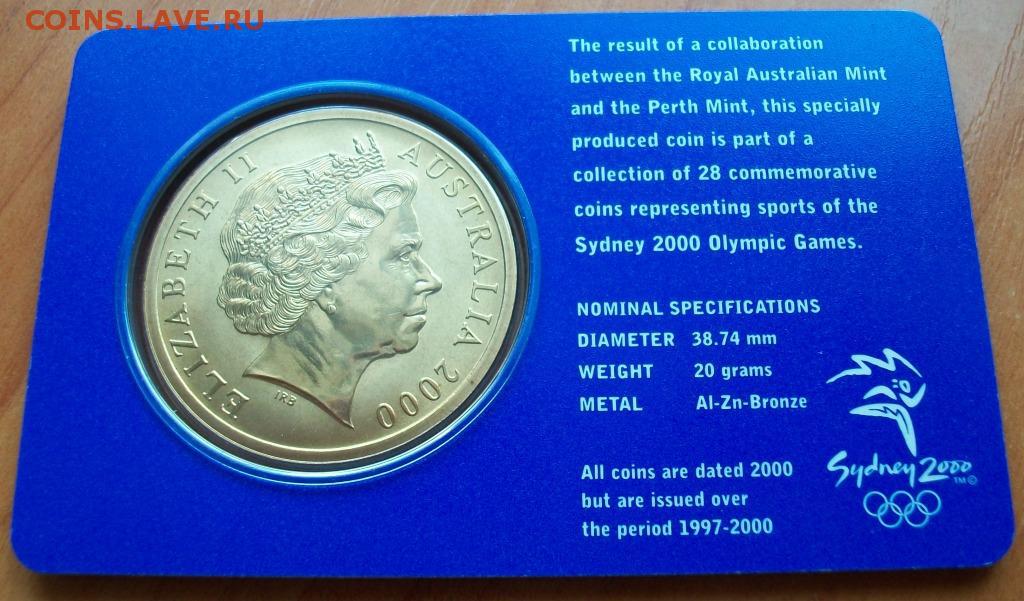 COINS.LAVE.RU
ELIZABETH II AUSTRALIA 2000
IRB
The result of a collaboration
between the Royal Australian Mint
and the Perth Mint, this specially
produced coin is part of a
collection of 28 commemorative
coins representing sports of the
Sydney 2000 Olympic Games.
NOMINAL SPECIFICATIONS
DIAMETER 38.74 mm
WEIGHT 20 grams
METAL Al-Zn-Bronze
All coins are dated 2000
but are issued over
the period 1997-2000
Sydney 2000
TM©